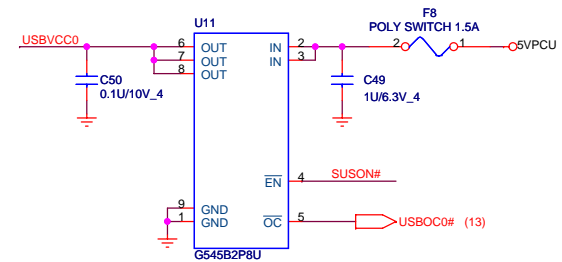 U11
F8
POLY SWITCH 1.5A
USBVCC0
6 OUT IN 2
7 OUT IN 3
8 OUT
2 1 5VPCU
C50
0.1U/10V_4
C49
1U/6.3V_4
EN 4 SUSON#
9 GND
1 GND OC 5 USBOC0# (13)
G545B2P8U